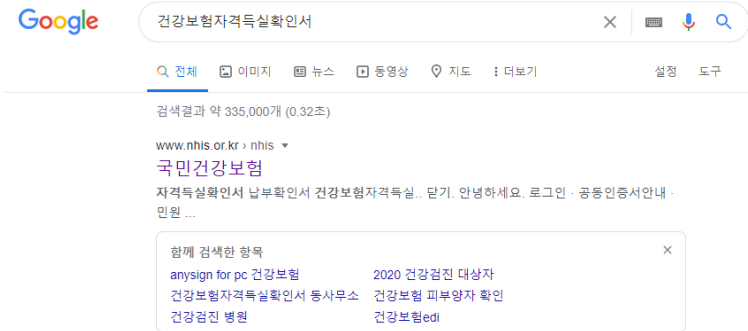 Google 건강보험자격득실확인서
전체 이미지 뉴스 동영상 지도 더보기 설정 도구
검색결과 약 335,000개 (0.32초)
www.nhis.or.kr › nhis
국민건강보험
자격득실확인서 납부확인서 건강보험자격득실.. 닫기. 안녕하세요. 로그인 · 공동인증서안내 ·
민원 ...
함께 검색한 항목
anysign for pc 건강보험 2020 건강검진 대상자
건강보험자격득실확인서 동사무소 건강보험 피부양자 확인
건강검진 병원 건강보험edi